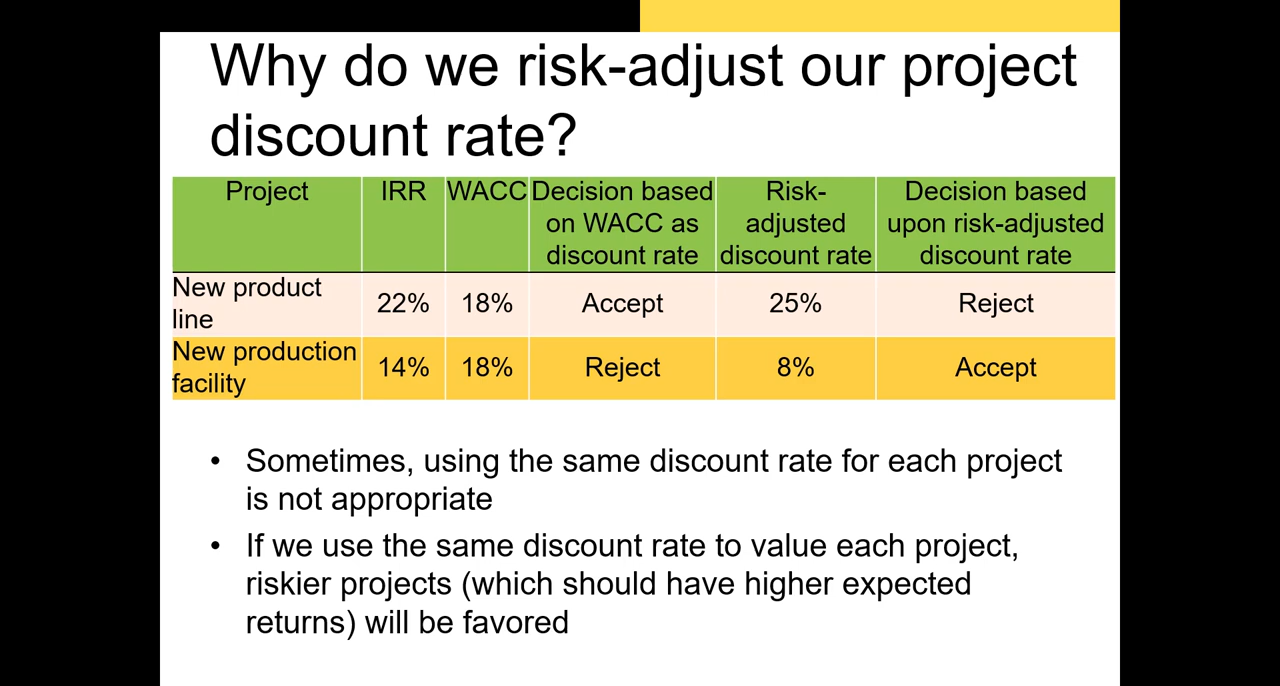 Why do we risk-adjust our project
discount rate?
Project IRR WACC Decision based on WACC as discount rate Risk-adjusted discount rate Decision based upon risk-adjusted discount rate
New product line 22% 18% Accept 25% Reject
New production facility 14% 18% Reject 8% Accept
• Sometimes, using the same discount rate for each project
is not appropriate
• If we use the same discount rate to value each project,
riskier projects (which should have higher expected
returns) will be favored